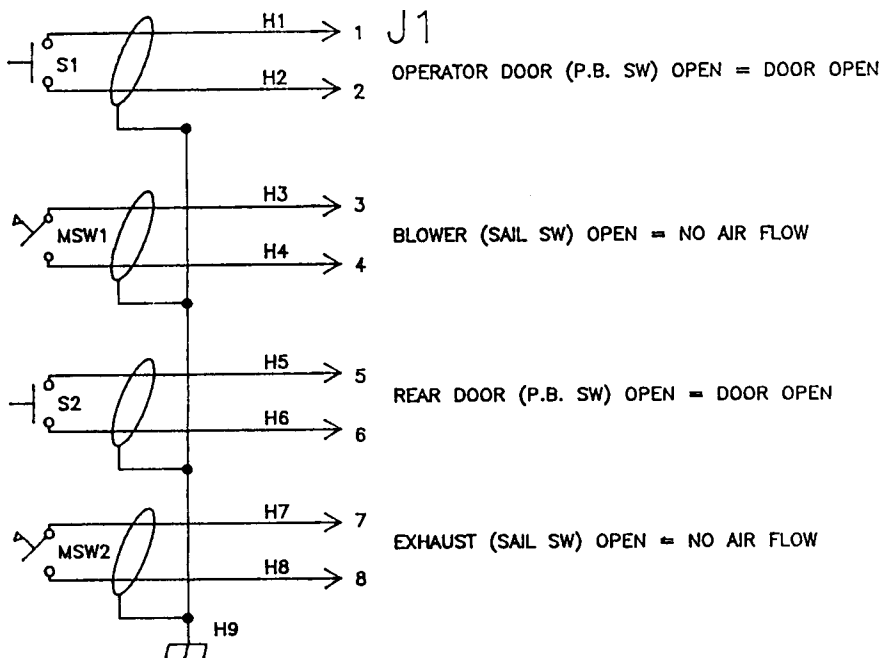 H1
1 J1
S1
OPERATOR DOOR (P.B. SW) OPEN = DOOR OPEN
H2
2
H3
3
MSW1
BLOWER (SAIL SW) OPEN = NO AIR FLOW
H4
4
H5
5
S2
REAR DOOR (P.B. SW) OPEN = DOOR OPEN
H6
6
H7
7
MSW2
EXHAUST (SAIL SW) OPEN = NO AIR FLOW
H8
8
H9